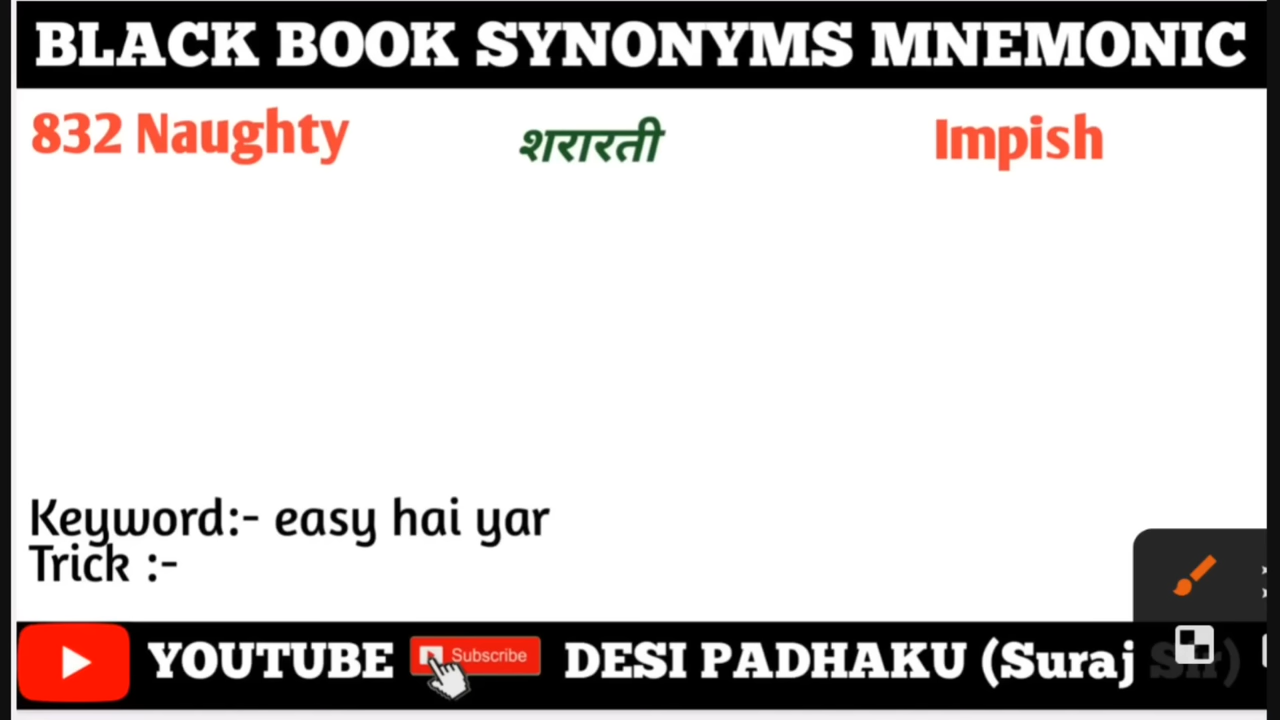 BLACK BOOK SYNONYMS MNEMONIC
832 Naughty शरारती Impish
Keyword:- easy hai yar
Trick :-
YOUTUBE Subscribe DESI PADHAKU (Suraj Sir)